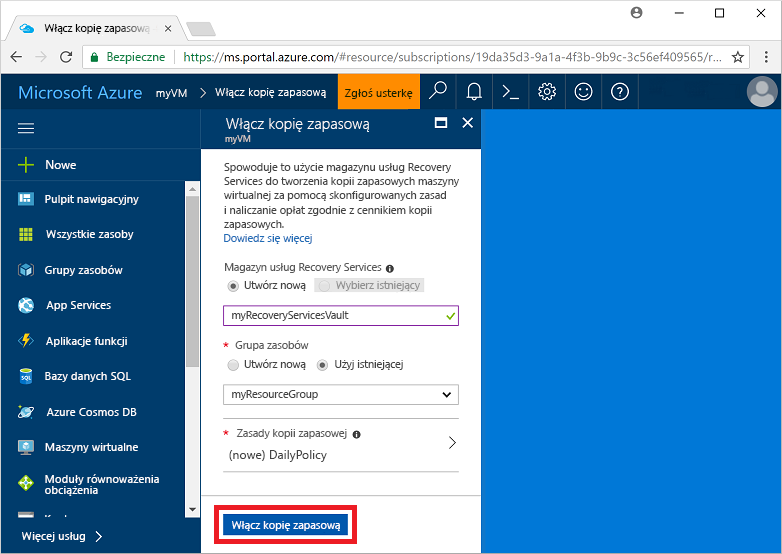 Włącz kopię zapasową
Bezpieczne
https://ms.portal.azure.com/#resource/subscriptions/19da35d3-9a1a-4f3b-9b9c-3c56ef409565/r...
Microsoft Azure myVM > Włącz kopię zapasową Zgłoś usterkę
Nowe
Pulpit nawigacyjny
Wszystkie zasoby
Grupy zasobów
App Services
Aplikacje funkcji
Bazy danych SQL
SQL
Azure Cosmos DB
Maszyny wirtualne
Moduły równoważenia
obciążenia
Więcej usług >
Włącz kopię zapasową
myVM
Spowoduje to użycie magazynu usług Recovery
Services do tworzenia kopii zapasowych maszyny
wirtualnej za pomocą skonfigurowanych zasad
i naliczanie opłat zgodnie z cennikiem kopii
zapasowych.
Dowiedz się więcej
Magazyn usług Recovery Services
Utwórz nową Wybierz istniejący
myRecoveryServicesVault
* Grupa zasobów
Utwórz nową Użyj istniejącej
myResourceGroup
* Zasady kopii zapasowej
(nowe) DailyPolicy
Włącz kopię zapasową